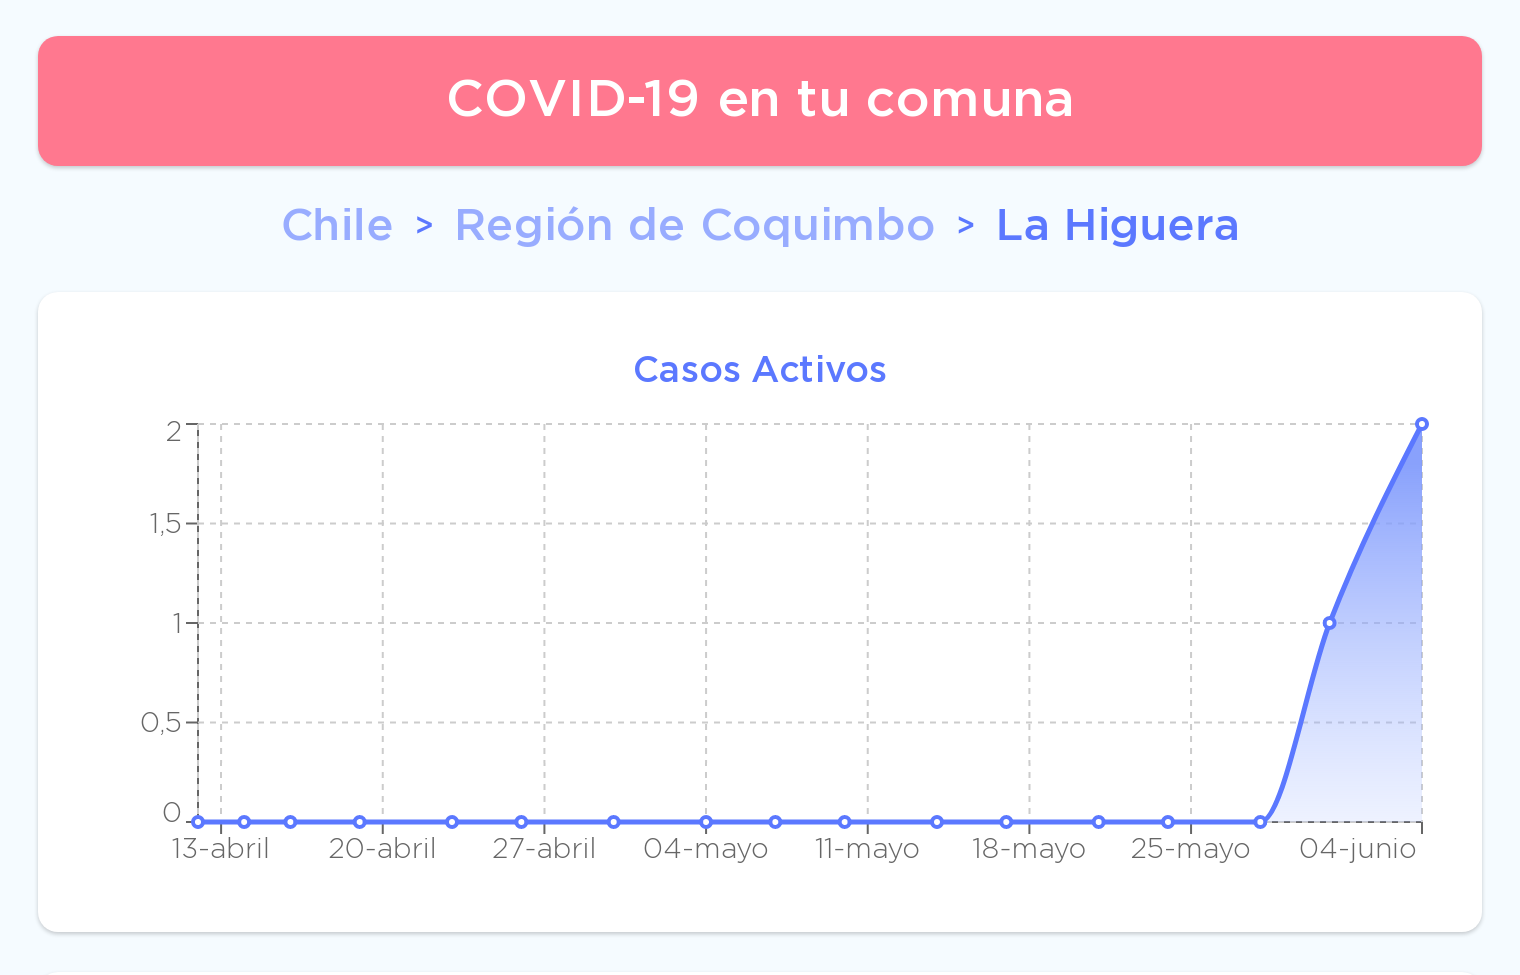 COVID-19 en tu comuna
Chile > Región de Coquimbo > La Higuera
Casos Activos
2
1,5
1
0,5
0
13-abril 20-abril 27-abril 04-mayo 11-mayo 18-mayo 25-mayo 04-junio